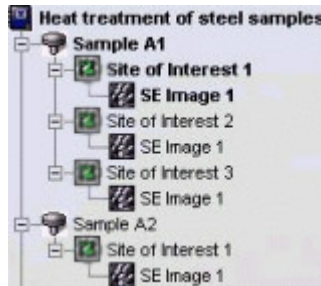 Heat treatment of steel samples
Sample A1
Site of Interest 1
SE Image 1
Site of Interest 2
SE Image 1
Site of Interest 3
SE Image 1
Sample A2
Site of Interest 1
SE Image 1